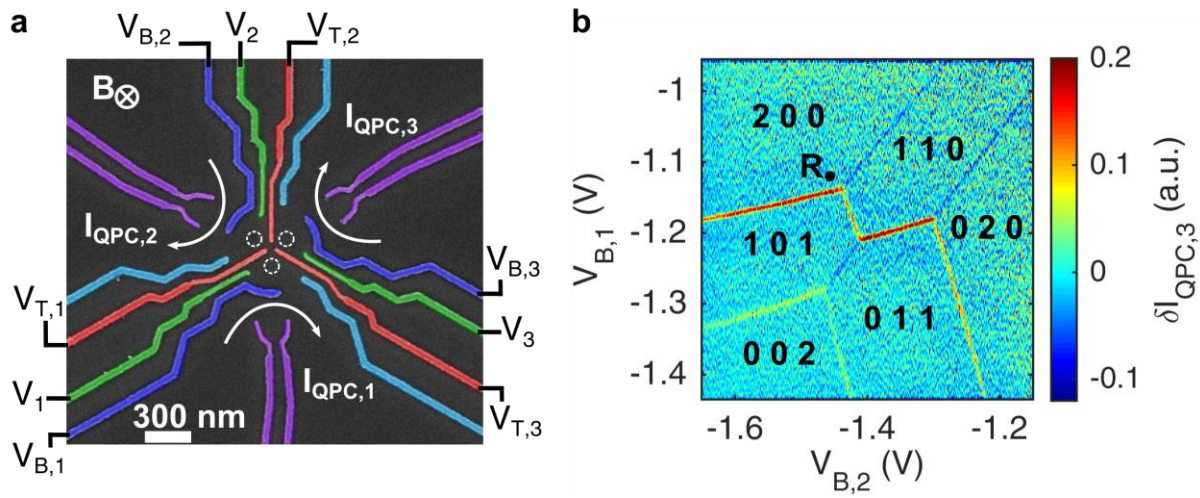 a
V_B,2
V_2
V_T,2
B⊗
I_QPC,3
I_QPC,2
V_B,3
V_T,1
V_3
V_1
I_QPC,1
300 nm
V_T,3
V_B,1
b
0.2
-1
2 0 0
1 1 0
-1.1
R
0.1
V_B,1 (V)
-1.2
1 0 1
0 2 0
0
δI_QPC,3 (a.u.)
-1.3
0 1 1
0 0 2
-0.1
-1.4
-1.6
-1.4
-1.2
V_B,2 (V)